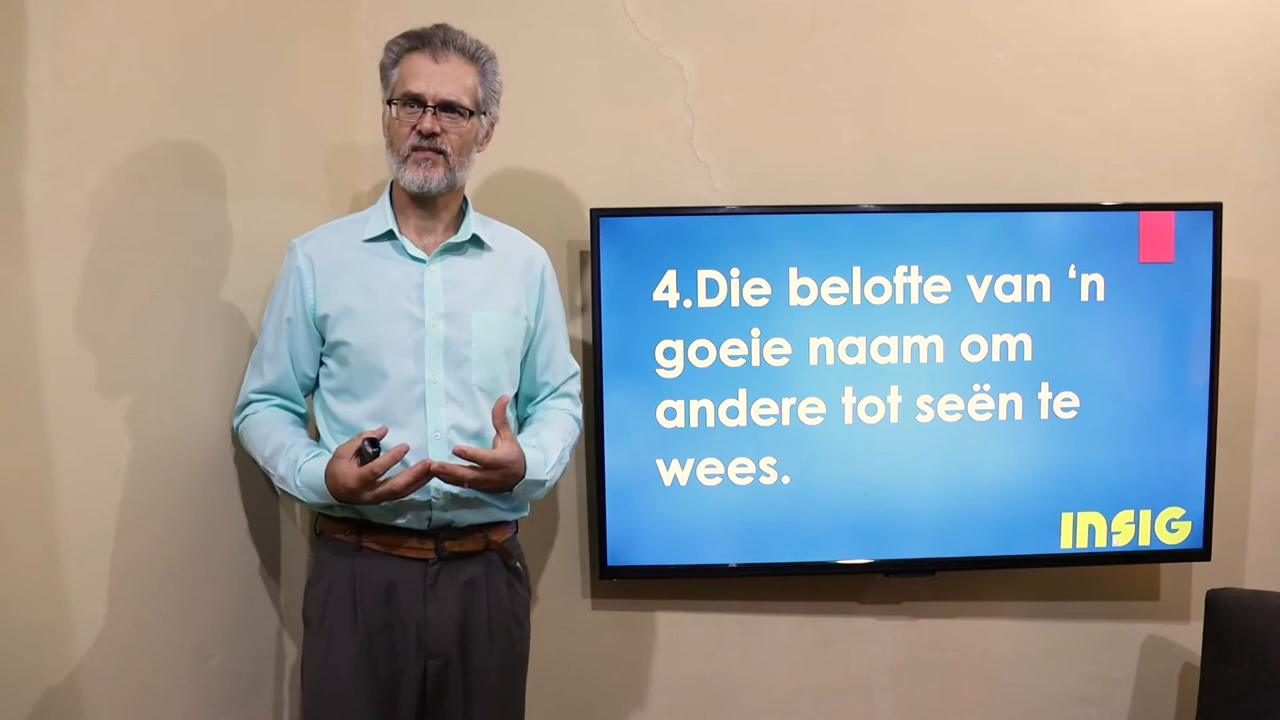 4.Die belofte van ‘n
goeie naam om
andere tot seën te
wees.
INSIG